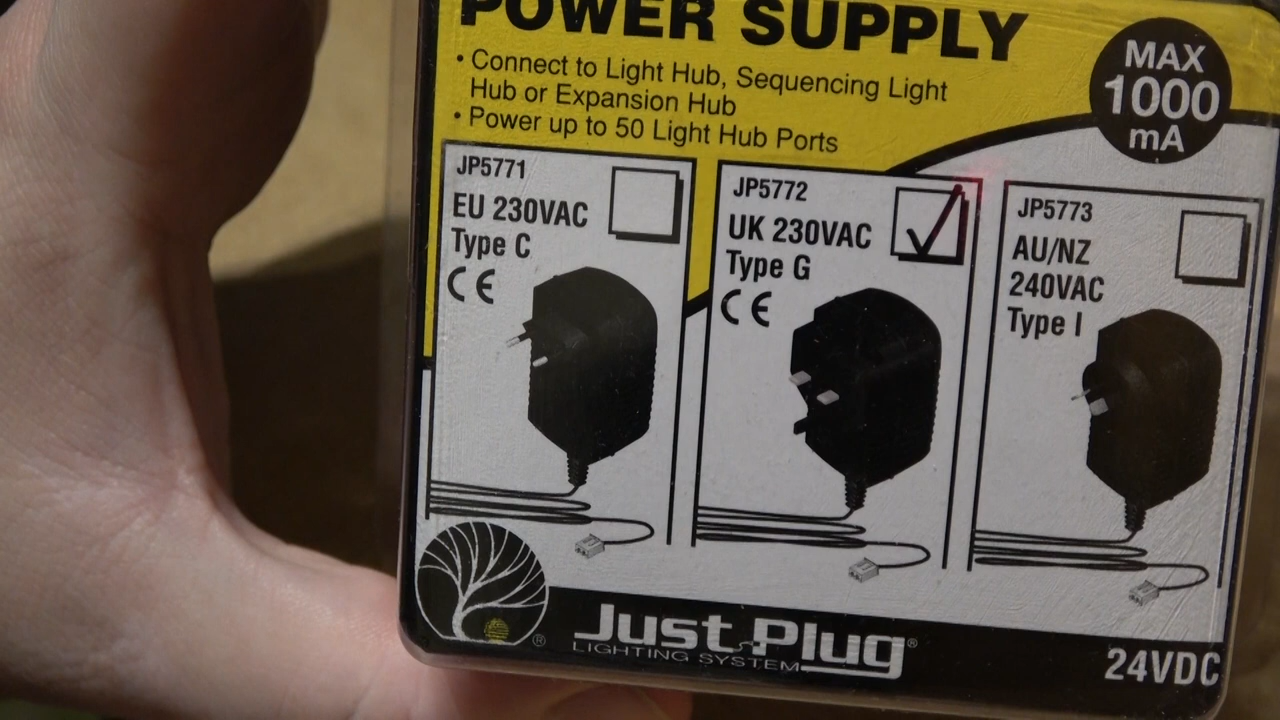 POWER SUPPLY
• Connect to Light Hub, Sequencing Light
Hub or Expansion Hub
• Power up to 50 Light Hub Ports
MAX
1000
mA
JP5771
EU 230VAC
Type C
CE
JP5772
UK 230VAC
Type G
CE
JP5773
AU/NZ
240VAC
Type I
Just Plug®
LIGHTING SYSTEM
®
24VDC